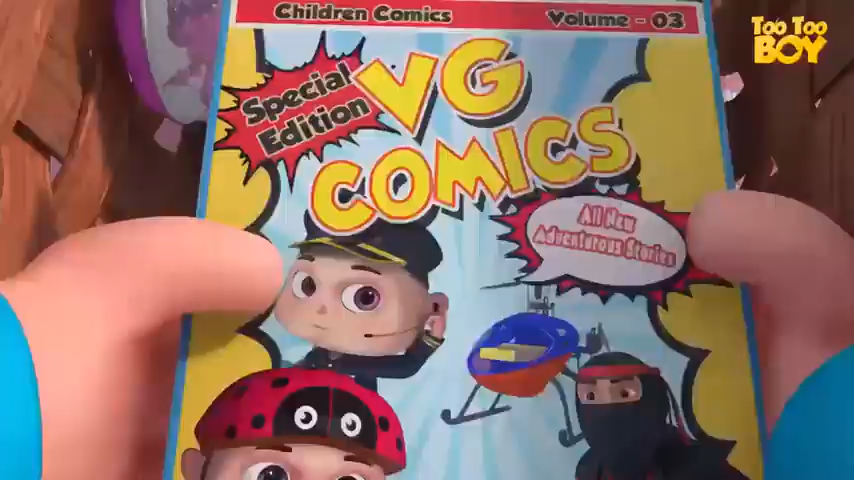 Children Comics
Volume - 03
Too Too
BOY
Special
Edition
VG
COMICS
All New
Adventurous Stories